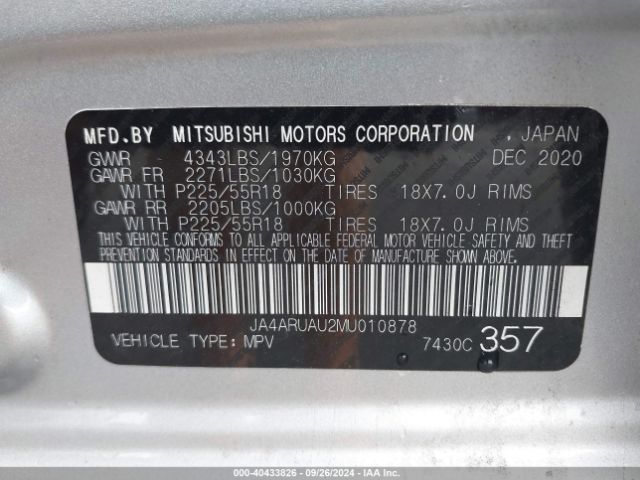 MFD.BY MITSUBISHI MOTORS CORPORATION , JAPAN
GVWR 4343LBS/1970KG DEC 2020
GAWR FR 2271LBS/1030KG
WITH P225/55R18 TIRES 18X7.0J RIMS
GAWR RR 2205LBS/1000KG
WITH P225/55R18 TIRES 18X7.0J RIMS
THIS VEHICLE CONFORMS TO ALL APPLICABLE FEDERAL MOTOR VEHICLE SAFETY AND THEFT
PREVENTION STANDARDS IN EFFECT ON THE DATE OF MANUFACTURE SHOWN ABOVE.
JA4ARUAU2MU010878
VEHICLE TYPE: MPV 7430C 357
000-40433826 - 09/26/2024 - IAA Inc.